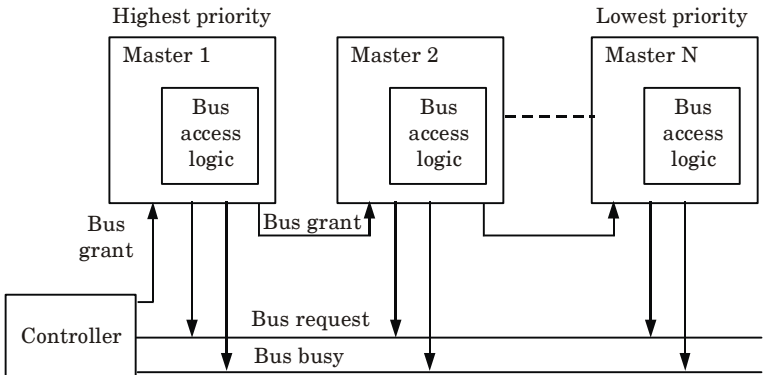 Highest priority
Lowest priority
Master 1
Master 2
Master N
Bus
access
logic
Bus
access
logic
Bus
access
logic
Bus
grant
Bus grant
Controller
Bus request
Bus busy